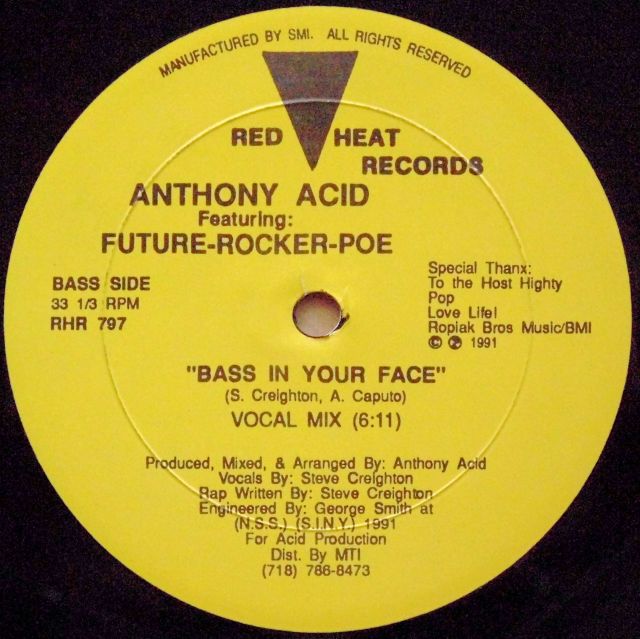 MANUFACTURED BY SMI. ALL RIGHTS RESERVED
RED HEAT
RECORDS
ANTHONY ACID
Featuring:
FUTURE-ROCKER-POE
BASS SIDE
33 1/3 RPM
RHR 797
Special Thanx:
To the Host Highty
Pop
Love Life!
Ropiak Bros Music/BMI
© ℗ 1991
"BASS IN YOUR FACE"
(S. Creighton, A. Caputo)
VOCAL MIX (6:11)
Produced, Mixed, & Arranged By: Anthony Acid
Vocals By: Steve Creighton
Rap Written By: Steve Creighton
Engineered By: George Smith at
(N.S.S.) (S.I.N.Y.) 1991
For Acid Production
Dist. By MTI
(718) 786-8473